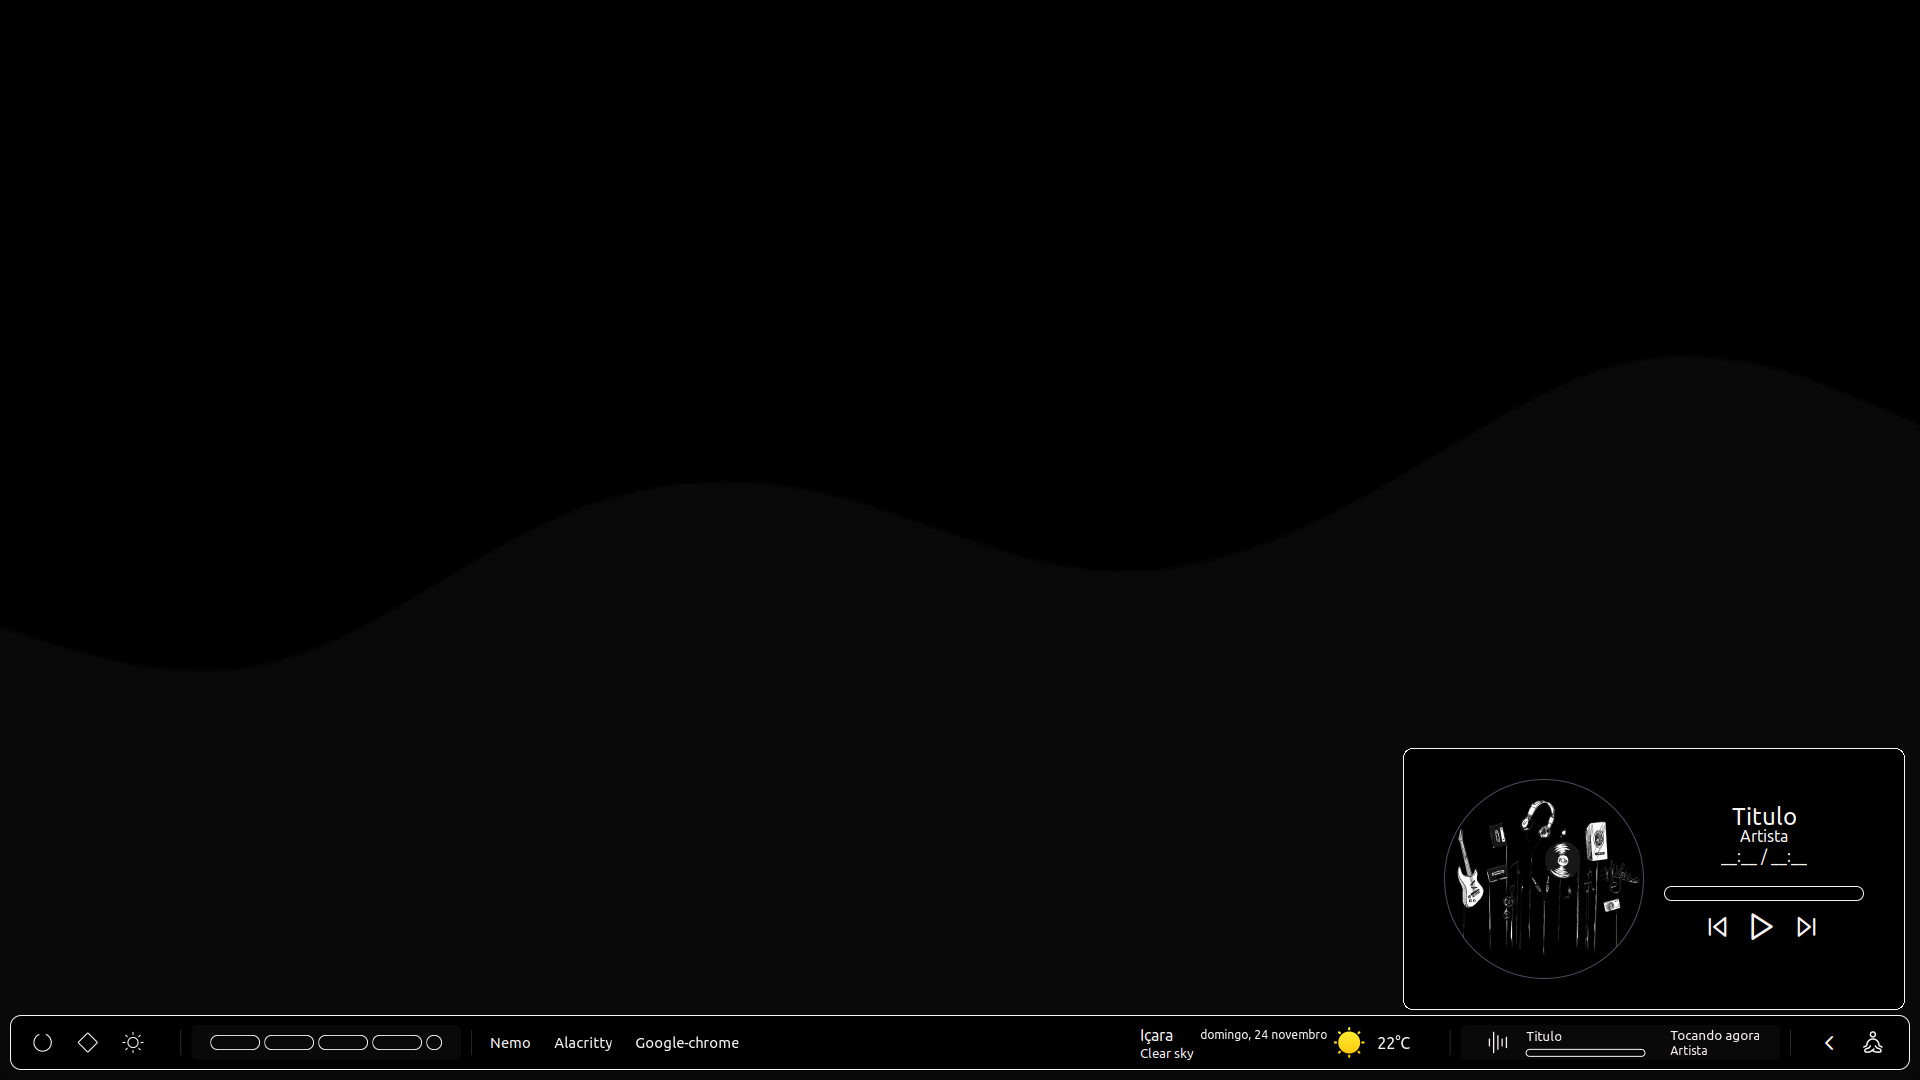 Titulo
Artista
__:__ / __:__
Nemo Alacritty Google-chrome
Içara domingo, 24 novembro
Clear sky
22°C
Titulo Tocando agora
Artista